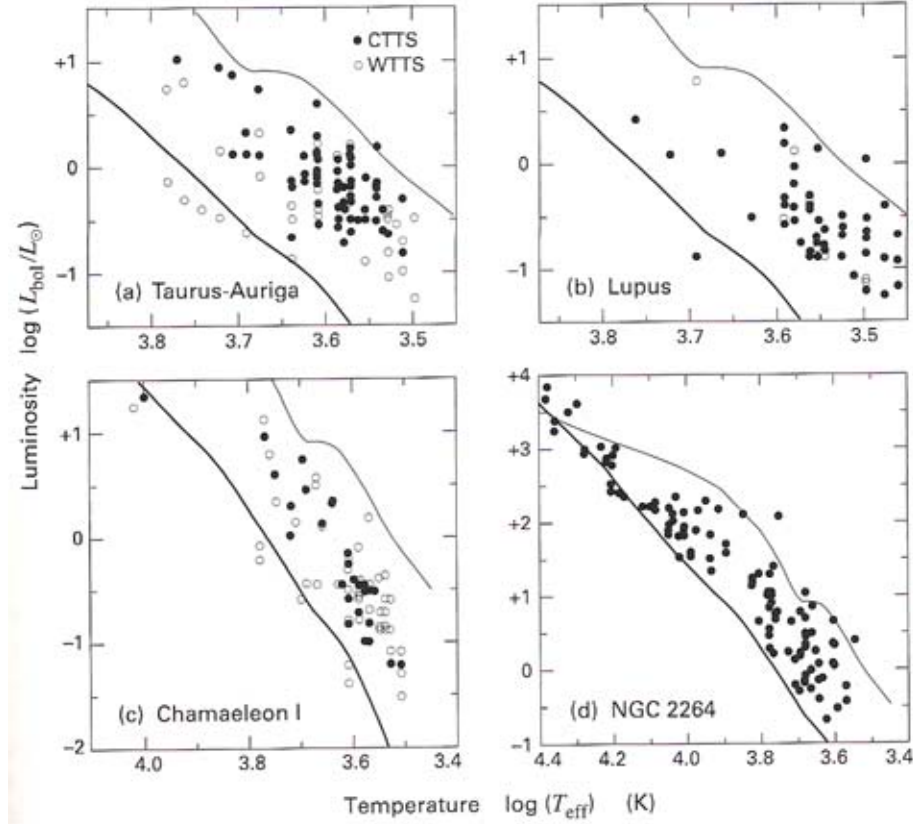 +1
0
−1
3.8 3.7 3.6 3.5
● CTTS
○ WTTS
(a) Taurus-Auriga
+1
0
−1
3.8 3.7 3.6 3.5
(b) Lupus
+1
0
−1
−2
4.0 3.8 3.6 3.4
(c) Chamaeleon I
+4
+3
+2
+1
0
−1
4.4 4.2 4.0 3.8 3.6 3.4
(d) NGC 2264
Luminosity log (L_bol/L_⊙)
Temperature log (T_eff) (K)